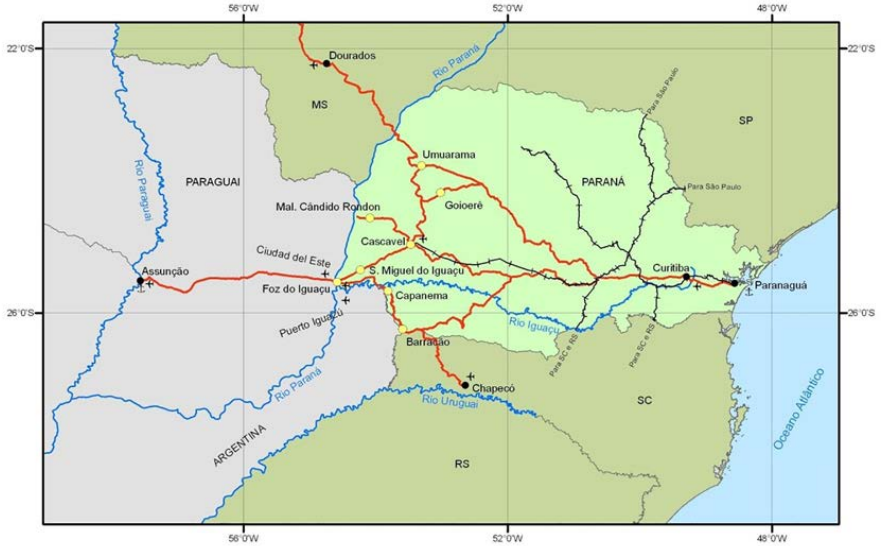 56°0'W
52°0'W
48°0'W
22°0'S
22°0'S
Dourados
Rio Paraná
MS
Para São Paulo
SP
Umuarama
Rio Paraguai
PARAGUAI
PARANÁ
Para São Paulo
Goioerê
Mal. Cândido Rondon
Cascavel
Ciudad del Este
Assunção
S. Miguel do Iguaçu
Curitiba
Foz do Iguaçu
Capanema
Paranaguá
26°0'S
26°0'S
Puerto Iguaçú
Rio Iguaçu
Barracão
Para SC e RS
Para SC e RS
Rio Paraná
Chapecó
Rio Uruguai
SC
Oceano Atlântico
ARGENTINA
RS
56°0'W
52°0'W
48°0'W